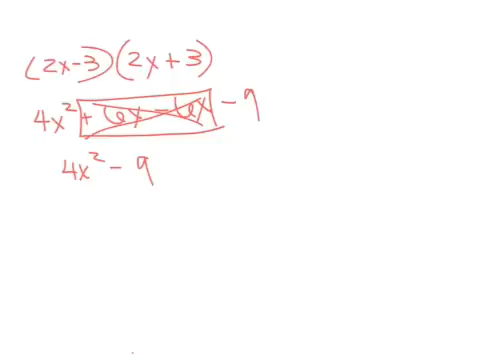 (2x-3)(2x+3)
4x² + 6x - 6x - 9
4x² - 9